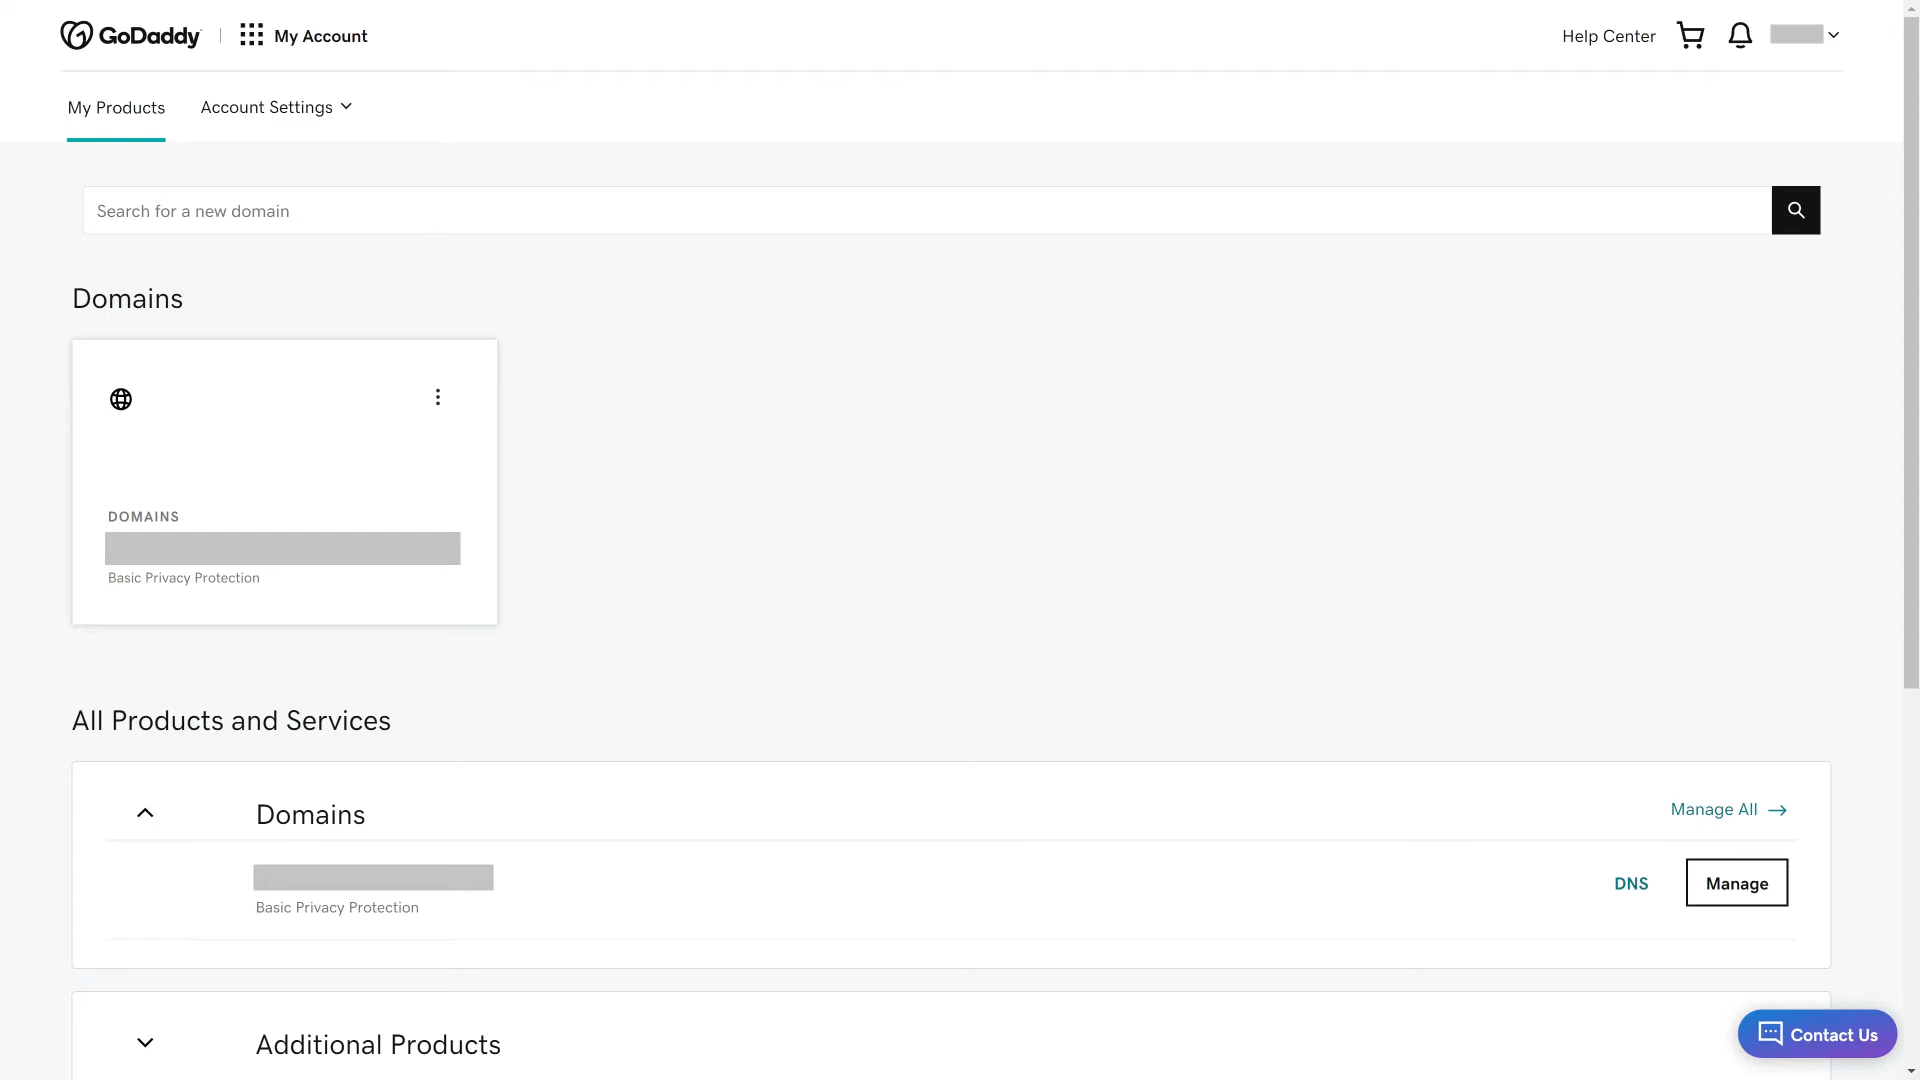 GoDaddy
My Account
Help Center
My Products
Account Settings
Search for a new domain
Domains
DOMAINS
Basic Privacy Protection
All Products and Services
Domains
Manage All
DNS
Manage
Basic Privacy Protection
Additional Products
Contact Us